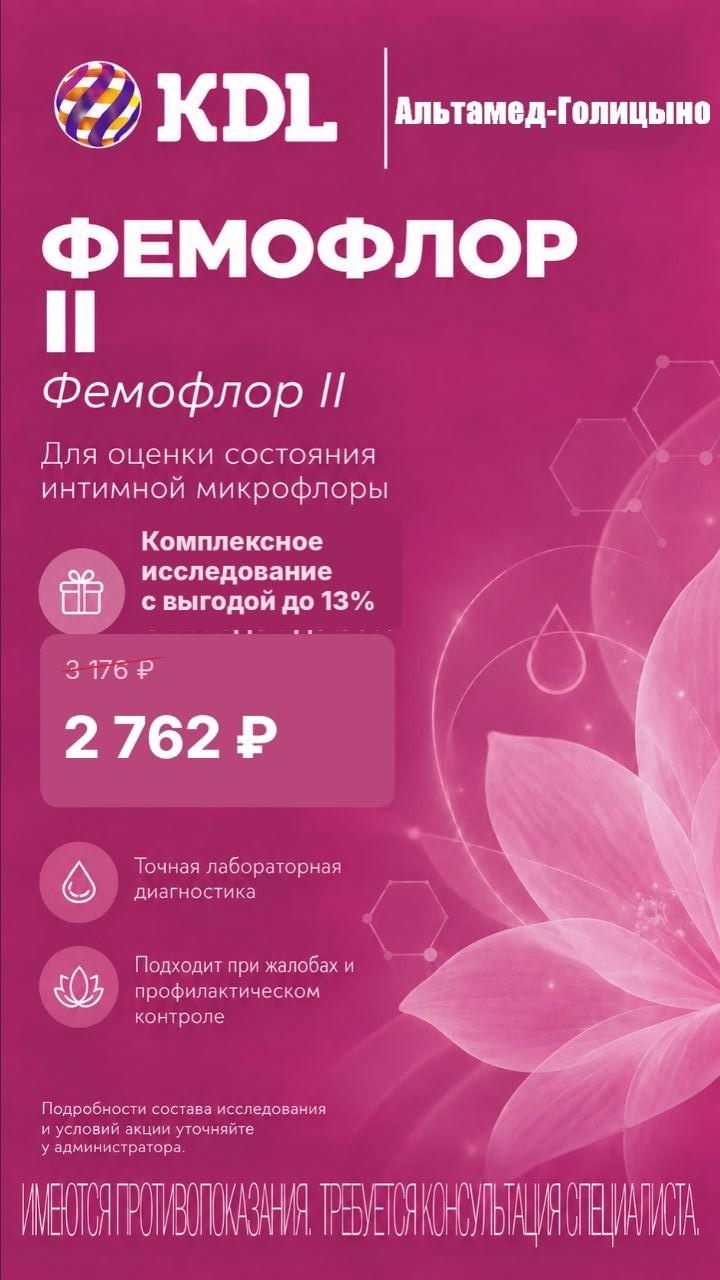 KDL
Альтамед-Голицыно
ФЕМОФЛОР
II
Фемофлор II
Для оценки состояния
интимной микрофлоры
Комплексное
исследование
с выгодой до 13%
3 176 ₽
2 762 ₽
Точная лабораторная
диагностика
Подходит при жалобах и
профилактическом
контроле
Подробности состава исследования
и условий акции уточняйте
у администратора.
ИМЕЮТСЯ ПРОТИВОПОКАЗАНИЯ. ТРЕБУЕТСЯ КОНСУЛЬТАЦИЯ СПЕЦИАЛИСТА.